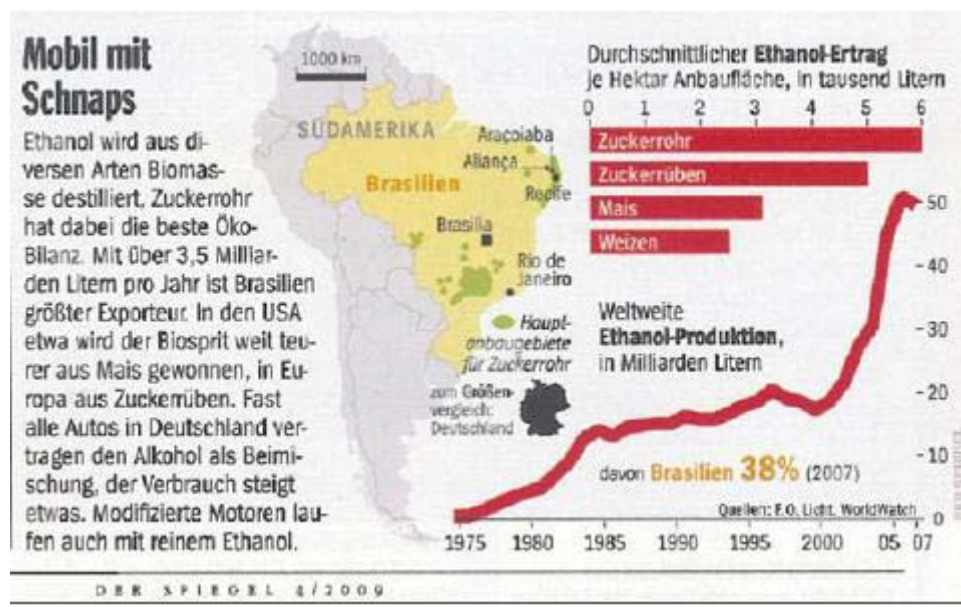 Mobil mit
Schnaps
Ethanol wird aus di-
versen Arten Biomas-
se destilliert, Zuckerrohr
hat dabei die beste Öko-
Bilanz. Mit über 3,5 Milliar-
den Litern pro Jahr ist Brasilien
größter Exporteur. In den USA
etwa wird der Biosprit weit teu-
rer aus Mais gewonnen, in Eu-
ropa aus Zuckerrüben. Fast
alle Autos in Deutschland ver-
tragen den Alkohol als Beimi-
schung, der Verbrauch steigt
etwas. Modifizierte Motoren lau-
fen auch mit reinem Ethanol.
1000 km
SÜDAMERIKA
Araçoiaba
Aliança
Recife
Brasilien
Brasília
Rio de
Janeiro
Haupt-
anbaugebiete
für Zuckerrohr
zum Größen-
vergleich:
Deutschland
Durchschnittlicher Ethanol-Ertrag
je Hektar Anbaufläche, in tausend Litern
0 1 2 3 4 5 6
Zuckerrohr
Zuckerrüben
Mais
Weizen
50
40
30
20
10
0
Weltweite
Ethanol-Produktion,
in Milliarden Litern
davon Brasilien 38% (2007)
Quellen: F.O. Licht, WorldWatch
1975 1980 1985 1990 1995 2000 05 07
DER SPIEGEL 4/2009